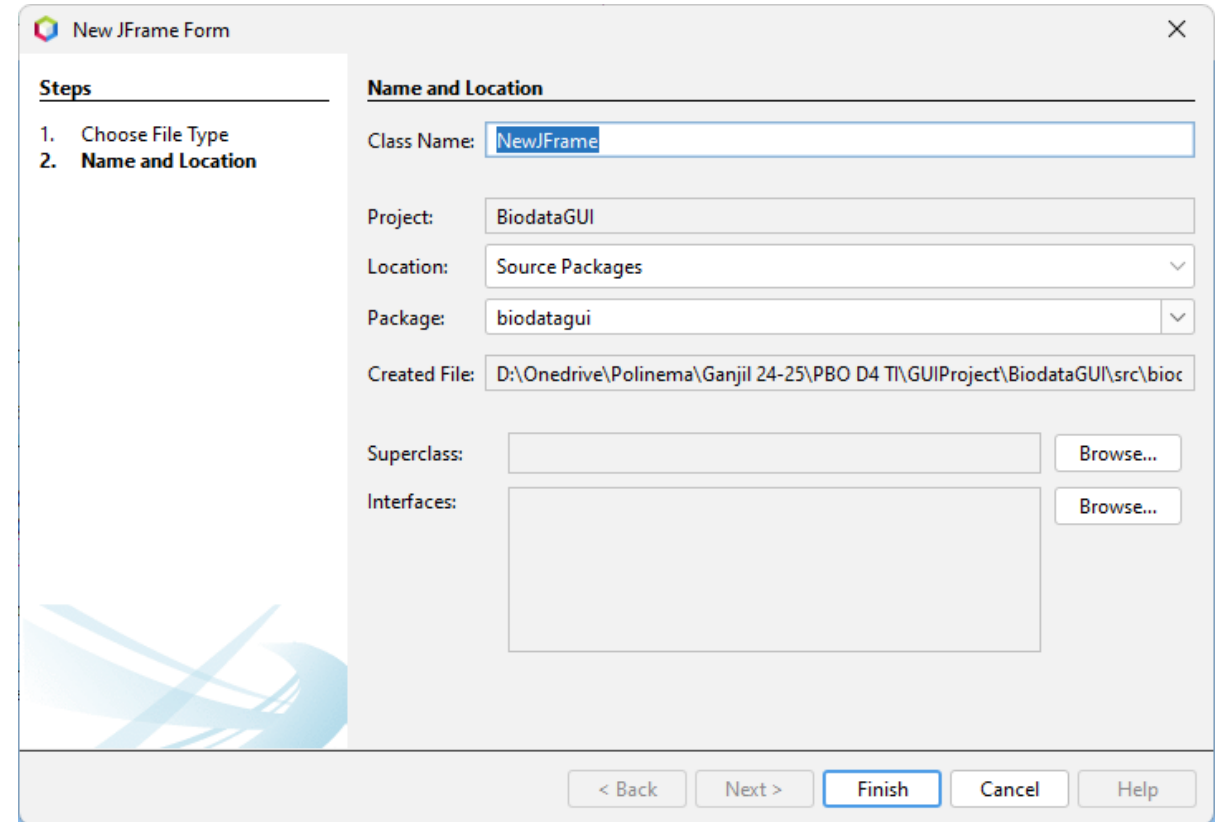 New JFrame Form
Steps
1. Choose File Type
2. Name and Location
Name and Location
Class Name: NewJFrame
Project: BiodataGUI
Location: Source Packages
Package: biodatagui
Created File: D:\Onedrive\Polinema\Ganjil 24-25\PBO D4 TI\GUIProject\BiodataGUI\src\bioc
Superclass: Browse...
Interfaces: Browse...
< Back Next > Finish Cancel Help